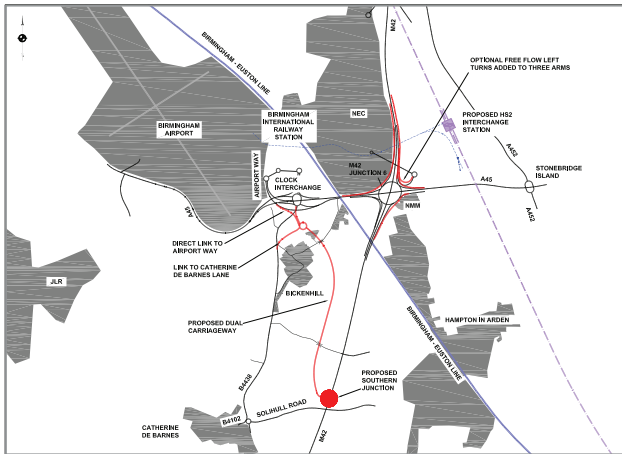 M42
BIRMINGHAM - EUSTON LINE
OPTIONAL FREE FLOW LEFT
TURNS ADDED TO THREE ARMS
A452
NEC
PROPOSED HS2
INTERCHANGE
STATION
BIRMINGHAM
INTERNATIONAL
RAILWAY
STATION
BIRMINGHAM
AIRPORT
AIRPORT WAY
M42
JUNCTION 6
CLOCK
INTERCHANGE
STONEBRIDGE
ISLAND
A45
NMM
A452
A45
DIRECT LINK TO
AIRPORT WAY
LINK TO CATHERINE
DE BARNES LANE
JLR
BICKENHILL
PROPOSED DUAL
CARRIAGEWAY
HAMPTON IN ARDEN
BIRMINGHAM - EUSTON LINE
PROPOSED
SOUTHERN
JUNCTION
B4438
SOLIHULL ROAD
B4102
CATHERINE
DE BARNES
M42